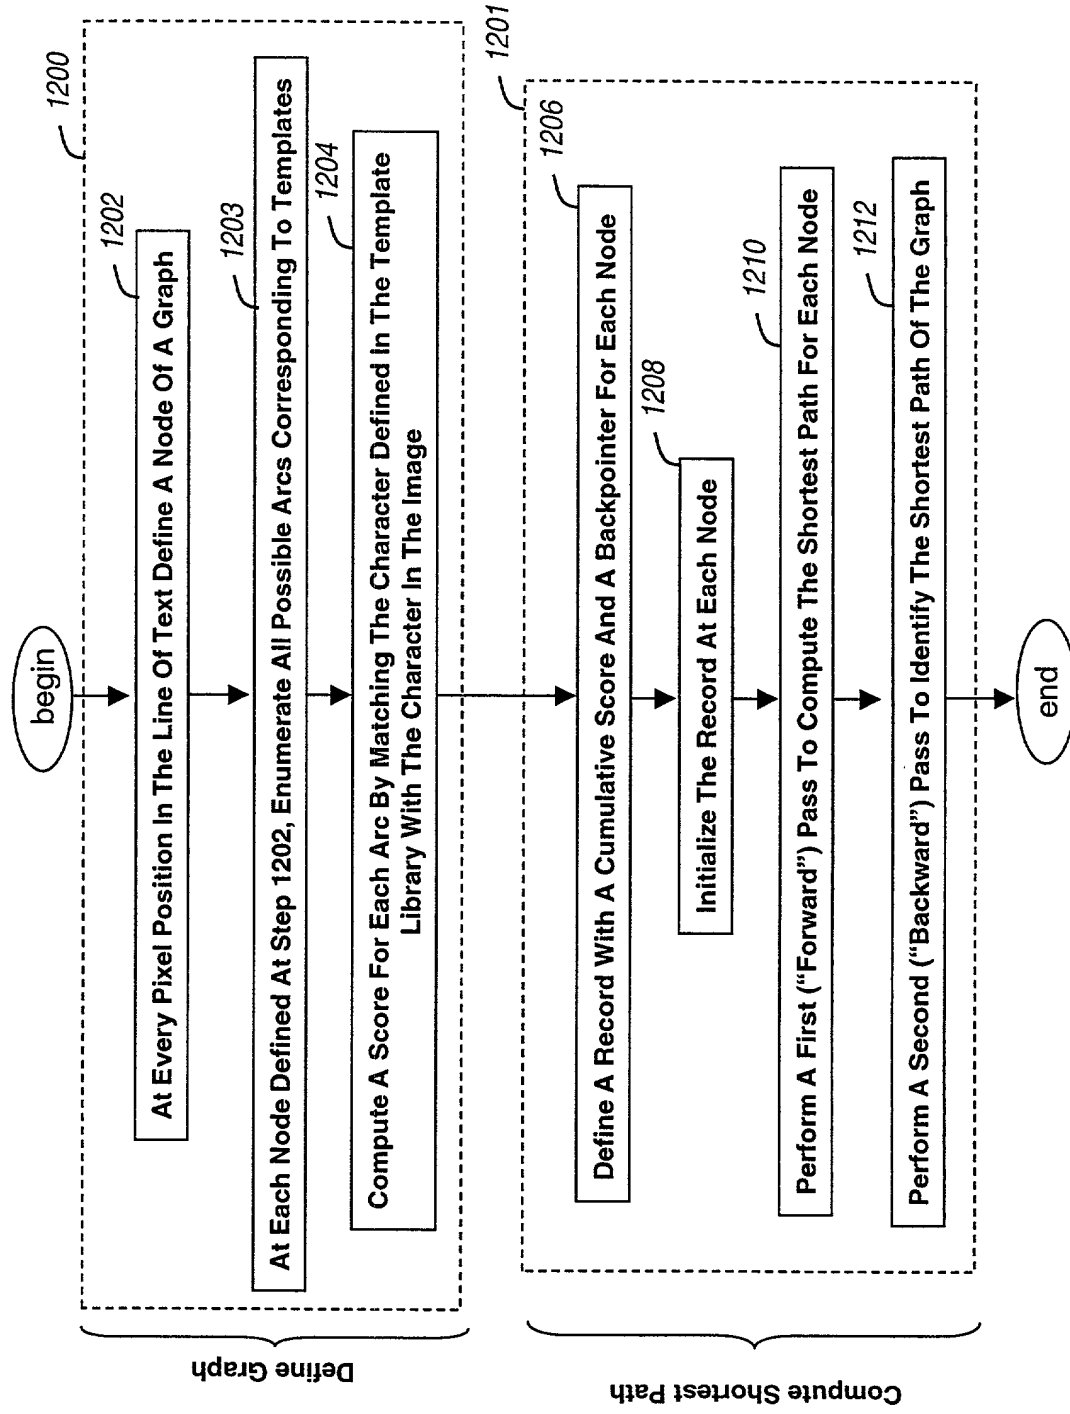 begin
1200
1202
At Every Pixel Position In The Line Of Text Define A Node Of A Graph
1203
At Each Node Defined At Step 1202, Enumerate All Possible Arcs Corresponding To Templates
1204
Compute A Score For Each Arc By Matching The Character Defined In The Template
Library With The Character In The Image
Define Graph
1201
1206
Define A Record With A Cumulative Score And A Backpointer For Each Node
1208
Initialize The Record At Each Node
1210
Perform A First (“Forward”) Pass To Compute The Shortest Path For Each Node
1212
Perform A Second (“Backward”) Pass To Identify The Shortest Path Of The Graph
Compute Shortest Path
end